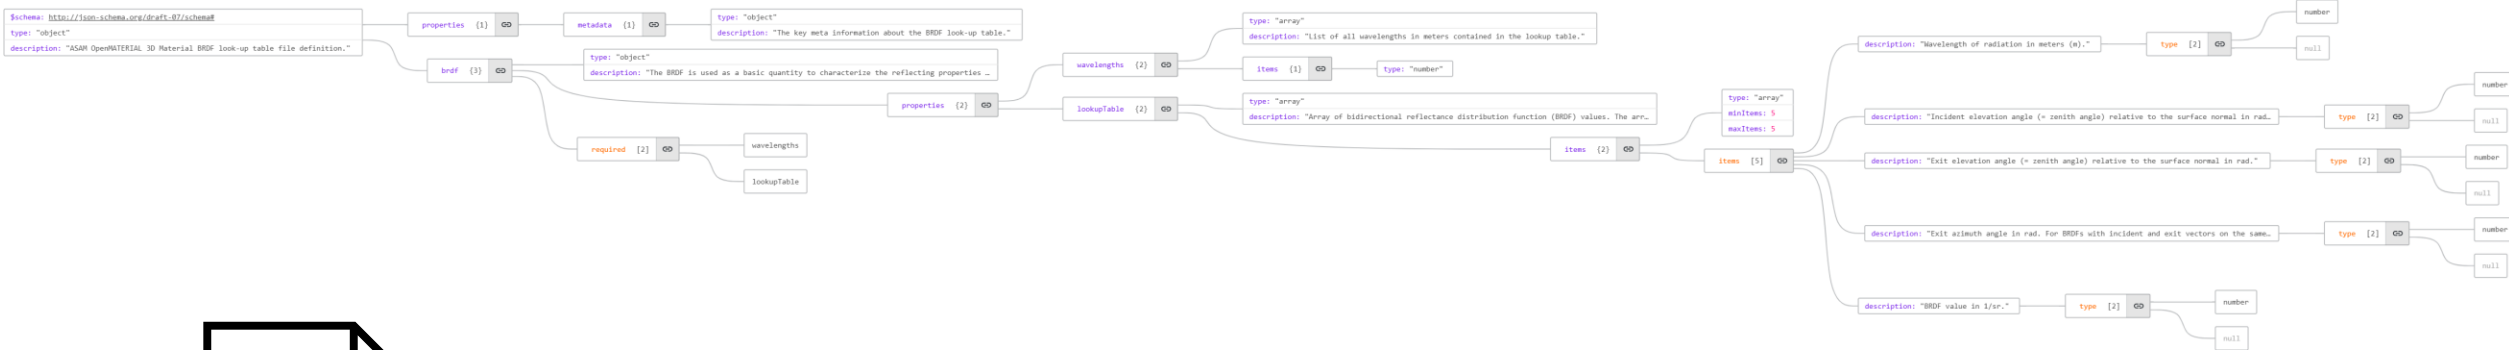 $schema: http://json-schema.org/draft-07/schema#
type: "object"
description: "ASAM OpenMATERIAL 3D Material BRDF look-up table file definition."
properties {1}
metadata {1}
type: "object"
description: "The key meta information about the BRDF look-up table."
brdf {3}
type: "object"
description: "The BRDF is used as a basic quantity to characterize the reflecting properties …
properties {2}
wavelengths {2}
type: "array"
description: "List of all wavelengths in meters contained in the lookup table."
items {1}
type: "number"
lookupTable {2}
type: "array"
description: "Array of bidirectional reflectance distribution function (BRDF) values. The arr…
items {2}
type: "array"
minItems: 5
maxItems: 5
items [5]
description: "Wavelength of radiation in meters (m)."
type [2]
number
null
description: "Incident elevation angle (= zenith angle) relative to the surface normal in rad…
type [2]
number
null
description: "Exit elevation angle (= zenith angle) relative to the surface normal in rad."
type [2]
number
null
description: "Exit azimuth angle in rad. For BRDFs with incident and exit vectors on the same…
type [2]
number
null
description: "BRDF value in 1/sr."
type [2]
number
null
required [2]
wavelengths
lookupTable